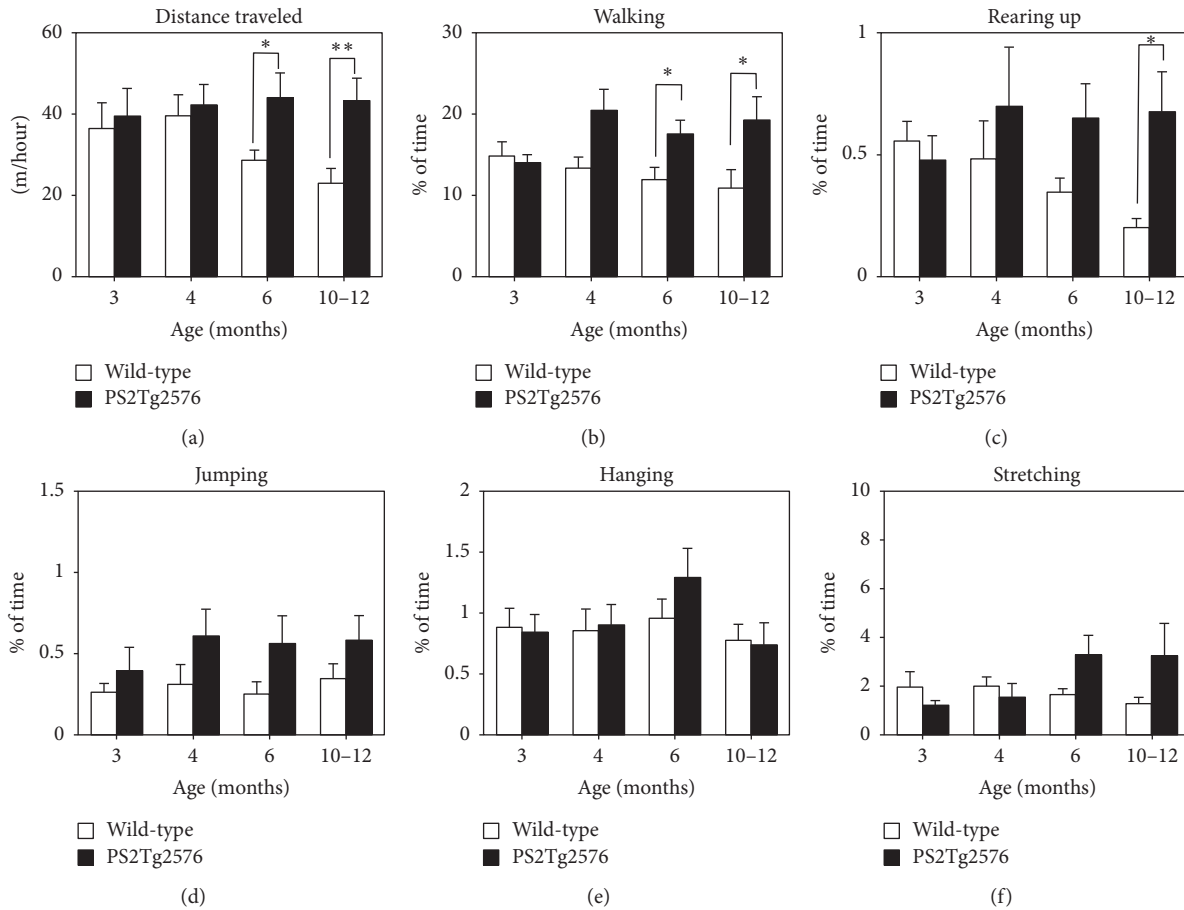 Distance traveled
60
40
20
0
(m/hour)
*
**
3 4 6 10–12
Age (months)
Wild-type
PS2Tg2576
(a)
Walking
30
20
10
0
% of time
*
*
3 4 6 10–12
Age (months)
Wild-type
PS2Tg2576
(b)
Rearing up
1
0.5
0
% of time
*
3 4 6 10–12
Age (months)
Wild-type
PS2Tg2576
(c)
Jumping
1.5
1
0.5
0
% of time
3 4 6 10–12
Age (months)
Wild-type
PS2Tg2576
(d)
Hanging
2
1.5
1
0.5
0
% of time
3 4 6 10–12
Age (months)
Wild-type
PS2Tg2576
(e)
Stretching
10
8
6
4
2
0
% of time
3 4 6 10–12
Age (months)
Wild-type
PS2Tg2576
(f)